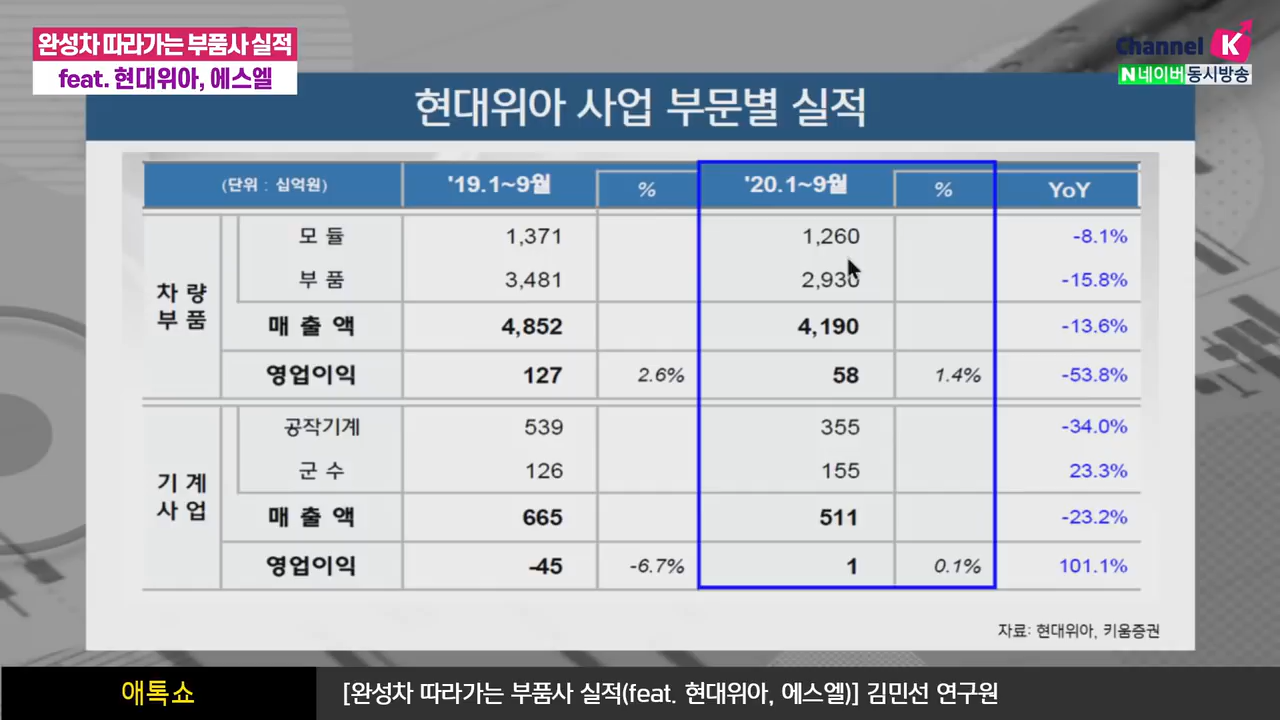 완성차 따라가는 부품사 실적
feat. 현대위아, 에스엘
Channel K
N 네이버 동시방송
현대위아 사업 부문별 실적
(단위 : 십억원) '19.1~9월 % '20.1~9월 % YoY
차 량 부 품
모 듈 1,371 1,260 -8.1%
부 품 3,481 2,930 -15.8%
매 출 액 4,852 4,190 -13.6%
영업이익 127 2.6% 58 1.4% -53.8%
기 계 사 업
공작기계 539 355 -34.0%
군 수 126 155 23.3%
매 출 액 665 511 -23.2%
영업이익 -45 -6.7% 1 0.1% 101.1%
자료: 현대위아, 키움증권
애톡쇼
[완성차 따라가는 부품사 실적(feat. 현대위아, 에스엘)] 김민선 연구원